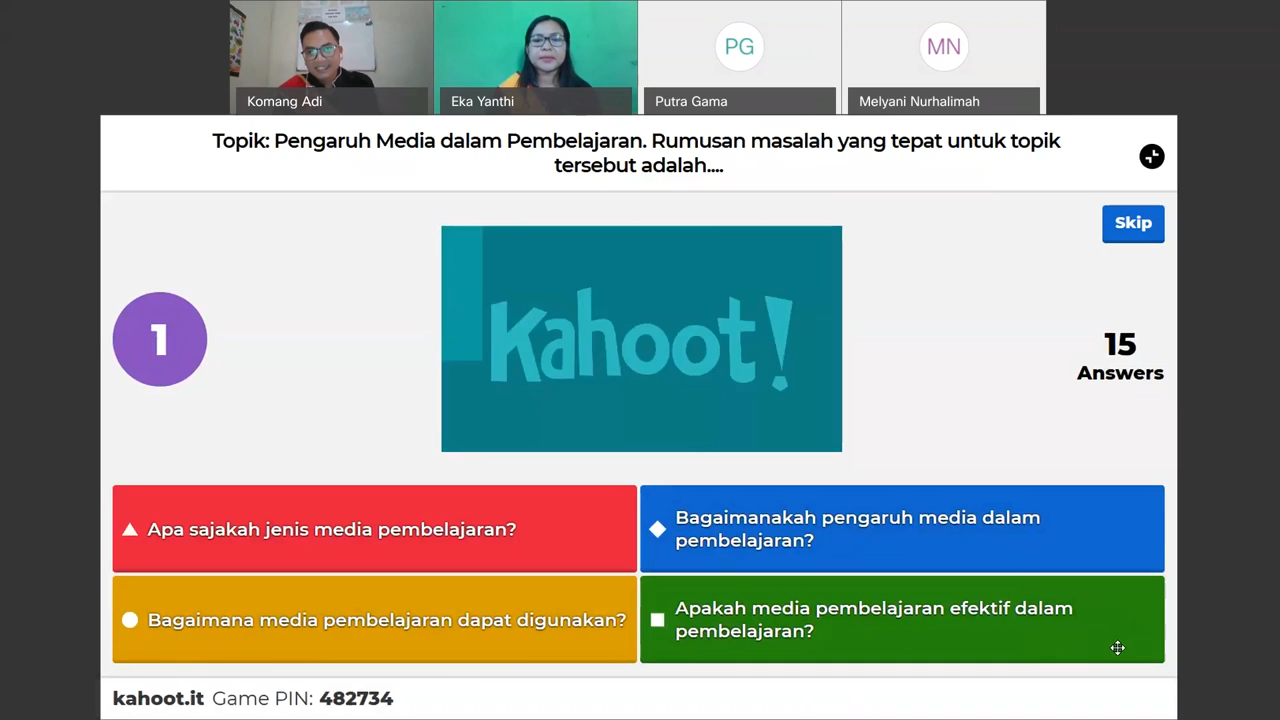 PG
MN
Komang Adi
Eka Yanthi
Putra Gama
Melyani Nurhalimah
Topik: Pengaruh Media dalam Pembelajaran. Rumusan masalah yang tepat untuk topik
tersebut adalah....
Skip
Kahoot!
1
15
Answers
Apa sajakah jenis media pembelajaran?
Bagaimanakah pengaruh media dalam
pembelajaran?
Bagaimana media pembelajaran dapat digunakan?
Apakah media pembelajaran efektif dalam
pembelajaran?
kahoot.it Game PIN: 482734